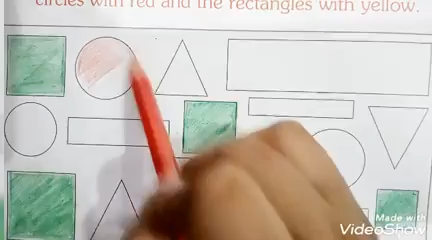 circles with red and the rectangles with yellow.
Made with
VideoShow